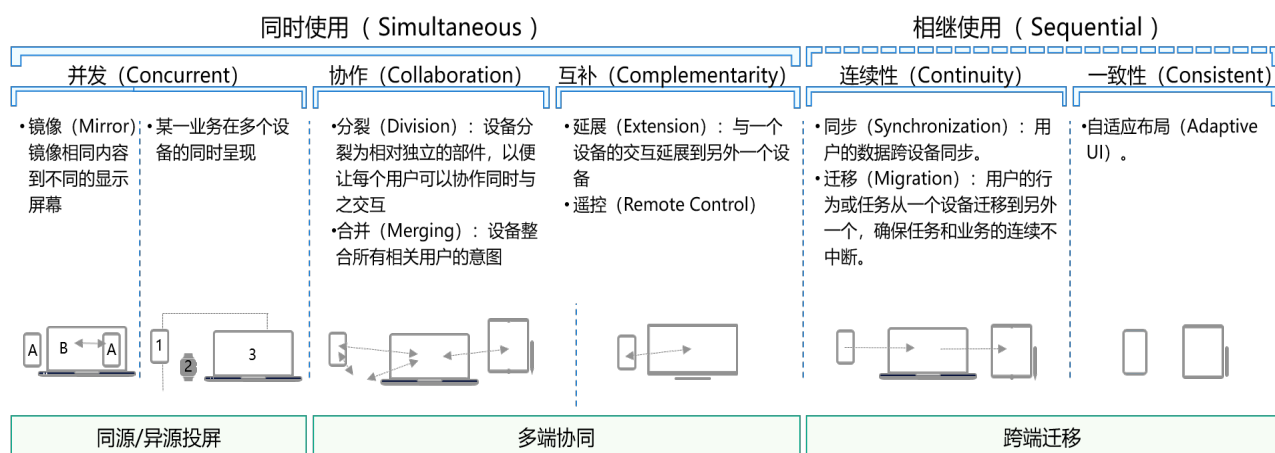 同时使用（ Simultaneous ）
相继使用（ Sequential ）
并发（Concurrent）
协作（Collaboration）
互补（Complementarity）
连续性（Continuity）
一致性（Consistent）
•镜像（Mirror）
镜像相同内容
到不同的显示
屏幕
•某一业务在多个设
备的同时呈现
•分裂（Division）：设备分
裂为相对独立的部件，以便
让每个用户可以协作同时与
之交互
•合并（Merging）：设备整
合所有相关用户的意图
•延展（Extension）：与一个
设备的交互延展到另外一个设
备
•遥控（Remote Control）
•同步（Synchronization）：用
户的数据跨设备同步。
•迁移（Migration）：用户的行
为或任务从一个设备迁移到另外
一个，确保任务和业务的连续不
中断。
•自适应布局（Adaptive
UI）。
A
B
A
1
2
3
同源/异源投屏
多端协同
跨端迁移